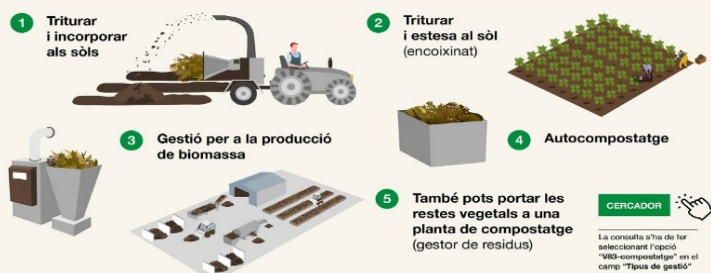 1 Triturar
i incorporar
als sòls
2 Triturar
i estesa al sòl
(encoixinat)
3 Gestió per a la producció
de biomassa
4 Autocompostatge
5 També pots portar les
restes vegetals a una
planta de compostatge
(gestor de residus)
CERCADOR
La consulta s'ha de fer
seleccionant l'opció
"V83-compostatge" en el
camp "Tipus de gestió"